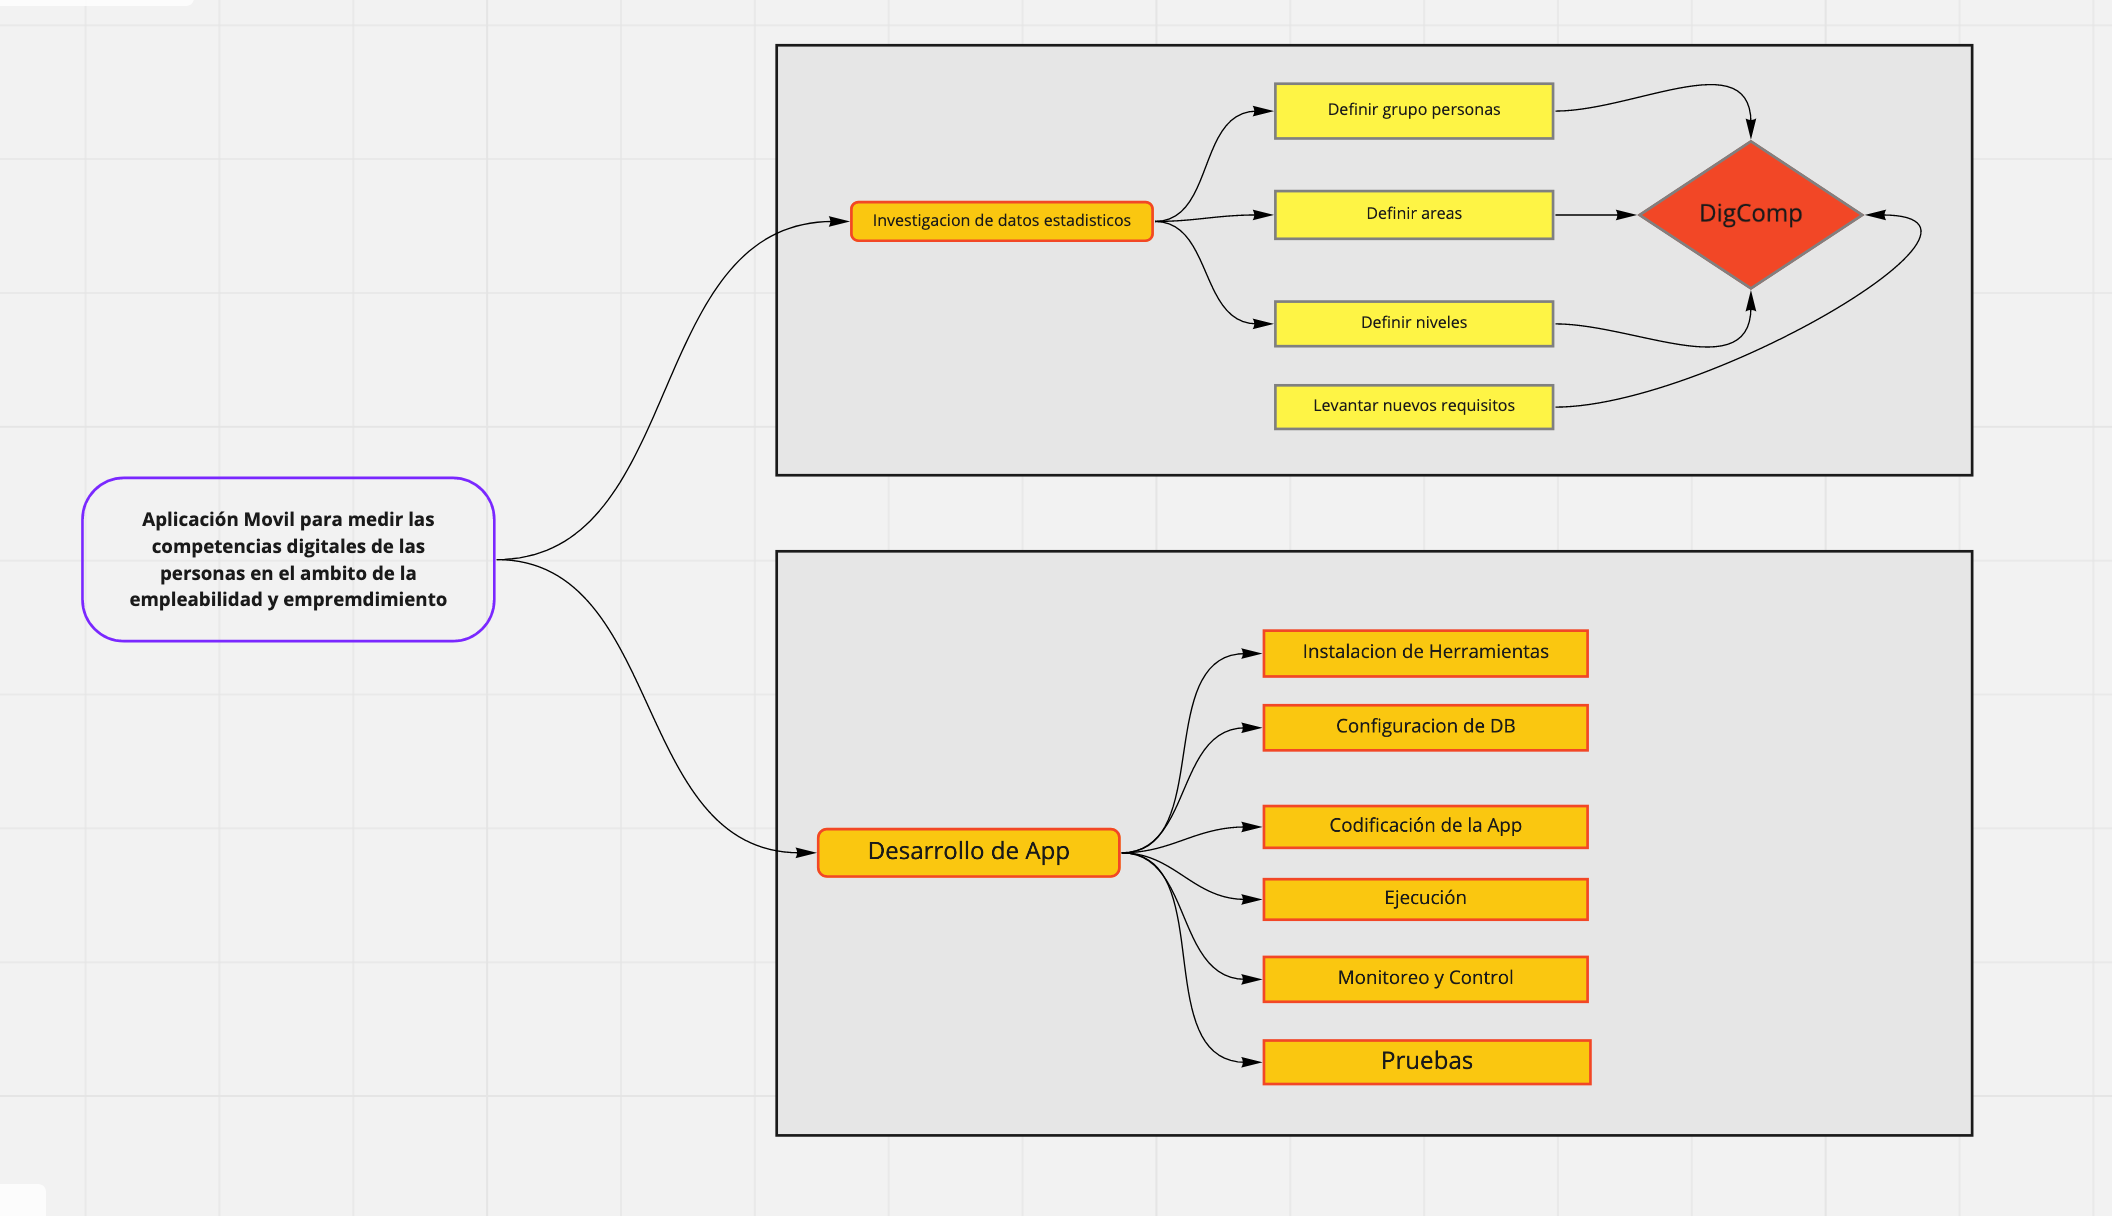 Aplicación Movil para medir las
competencias digitales de las
personas en el ambito de la
empleabilidad y empremdimiento
Investigacion de datos estadisticos
Definir grupo personas
Definir areas
Definir niveles
Levantar nuevos requisitos
DigComp
Desarrollo de App
Instalacion de Herramientas
Configuracion de DB
Codificación de la App
Ejecución
Monitoreo y Control
Pruebas